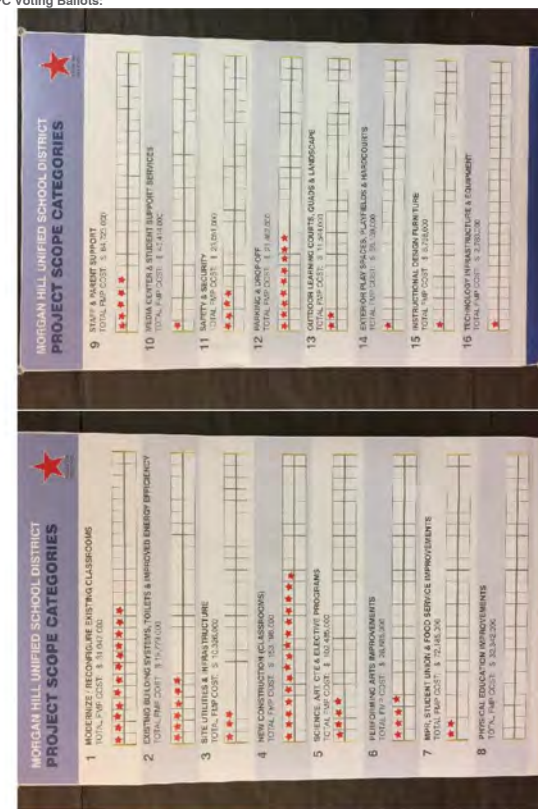 PC Voting Ballots:
MORGAN HILL UNIFIED SCHOOL DISTRICT
PROJECT SCOPE CATEGORIES
9 STAFF & PARENT SUPPORT
TOTAL FMP COST:
10 MEDIA CENTER & STUDENT SUPPORT SERVICES
TOTAL FMP COST:
11 SAFETY & SECURITY
TOTAL FMP COST:
12 PARKING & DROP OFF
TOTAL FMP COST:
13 OUTDOOR LEARNING COURTS, QUADS & LANDSCAPE
TOTAL FMP COST:
14 EXTERIOR PLAY SPACES, PLAYFIELDS & HARDCOURTS
TOTAL FMP COST:
15 INSTRUCTIONAL DESIGN FURNITURE
TOTAL FMP COST:
16 TECHNOLOGY INFRASTRUCTURE & EQUIPMENT
TOTAL FMP COST:
MORGAN HILL UNIFIED SCHOOL DISTRICT
PROJECT SCOPE CATEGORIES
1 MODERNIZE / RECONFIGURE EXISTING CLASSROOMS
TOTAL FMP COST:
2 EXISTING BUILDING SYSTEMS, TOILETS & IMPROVED ENERGY EFFICIENCY
TOTAL FMP COST:
3 SITE UTILITIES & INFRASTRUCTURE
TOTAL FMP COST:
4 NEW CONSTRUCTION (CLASSROOMS)
TOTAL FMP COST:
5 SCIENCE, ART, CTE & ELECTIVE PROGRAMS
TOTAL FMP COST:
6 PERFORMING ARTS IMPROVEMENTS
TOTAL FMP COST:
7 MPR, STUDENT UNION & FOOD SERVICE IMPROVEMENTS
TOTAL FMP COST:
8 PHYSICAL EDUCATION IMPROVEMENTS
TOTAL FMP COST: